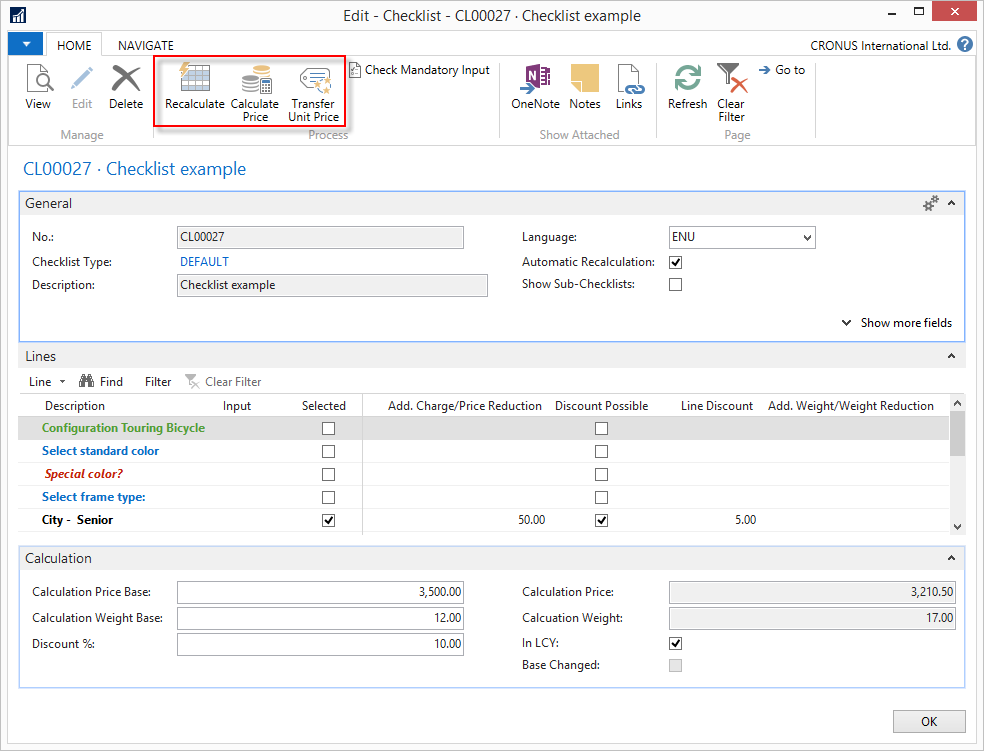 Edit - Checklist - CL00027 · Checklist example
HOME NAVIGATE CRONUS International Ltd. ?
View Edit Delete Recalculate Calculate Price Transfer Unit Price Check Mandatory Input OneNote Notes Links Refresh Clear Filter Go to
Manage Process Show Attached Page
CL00027 · Checklist example
General
No.: CL00027 Language: ENU
Checklist Type: DEFAULT Automatic Recalculation:
Description: Checklist example Show Sub-Checklists:
Show more fields
Lines
Line Find Filter Clear Filter
Description Input Selected Add. Charge/Price Reduction Discount Possible Line Discount Add. Weight/Weight Reduction
Configuration Touring Bicycle
Select standard color
Special color?
Select frame type:
City - Senior 50.00 5.00
Calculation
Calculation Price Base: 3,500.00 Calculation Price: 3,210.50
Calculation Weight Base: 12.00 Calcuation Weight: 17.00
Discount %: 10.00 In LCY:
Base Changed:
OK